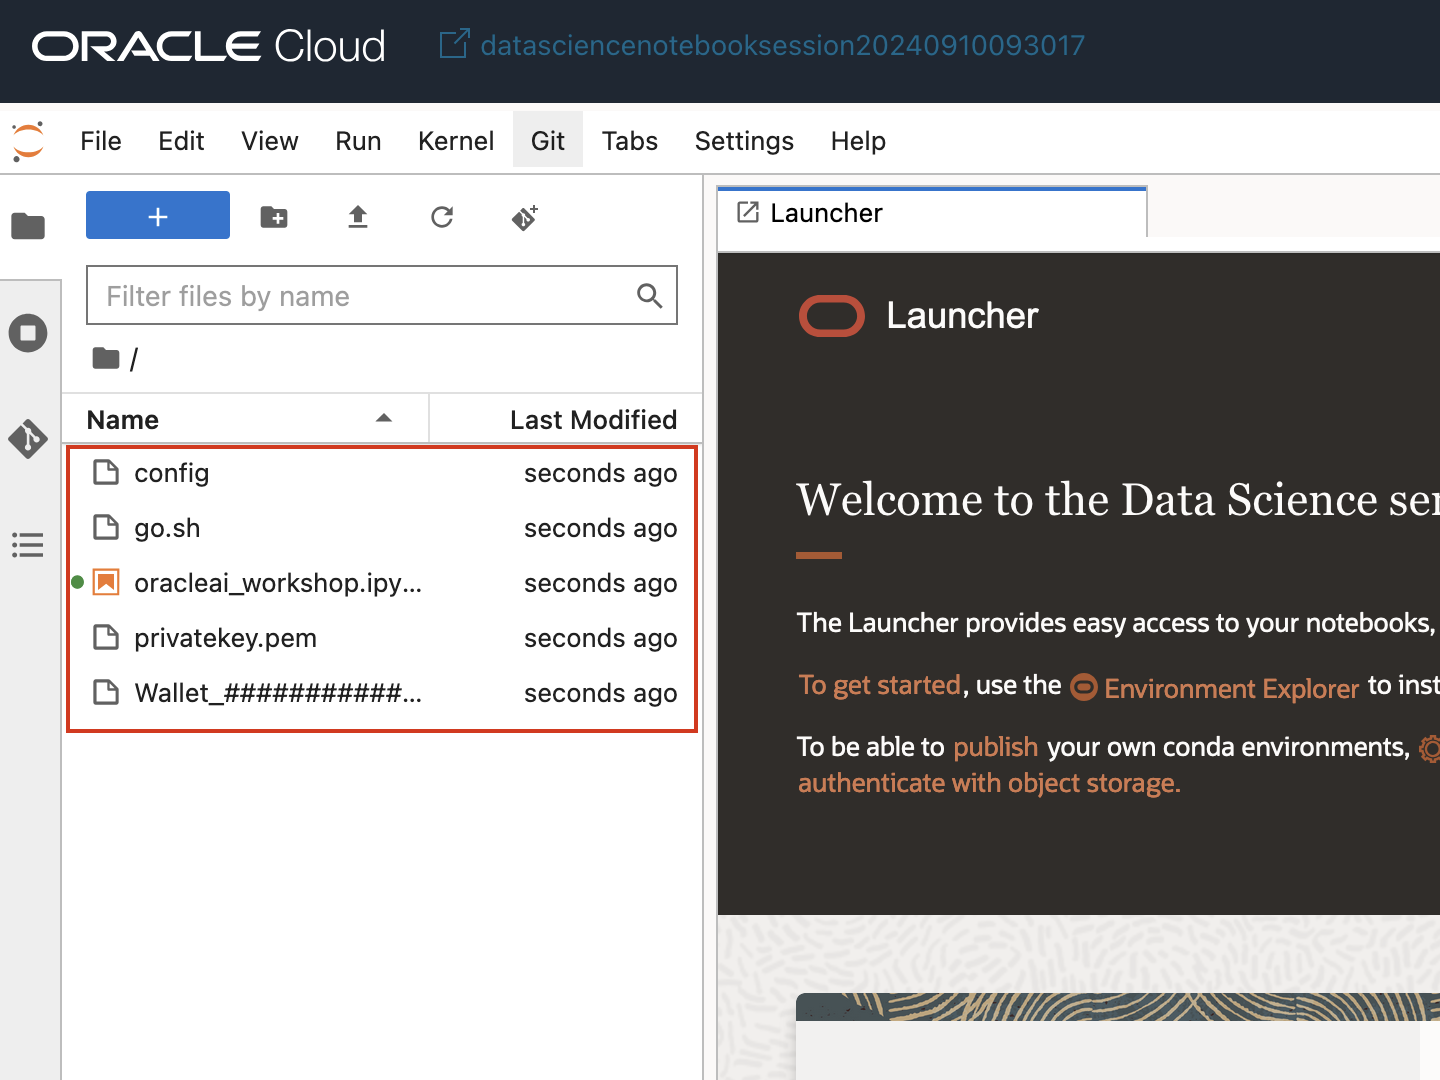 ORACLE Cloud datasciencenotebooksession20240910093017
File Edit View Run Kernel Git Tabs Settings Help
Launcher
Filter files by name
/
Name Last Modified
config seconds ago
go.sh seconds ago
oracleai_workshop.ipy... seconds ago
privatekey.pem seconds ago
Wallet_###########... seconds ago
Launcher
Welcome to the Data Science ser
The Launcher provides easy access to your notebooks,
To get started, use the Environment Explorer to inst
To be able to publish your own conda environments,
authenticate with object storage.